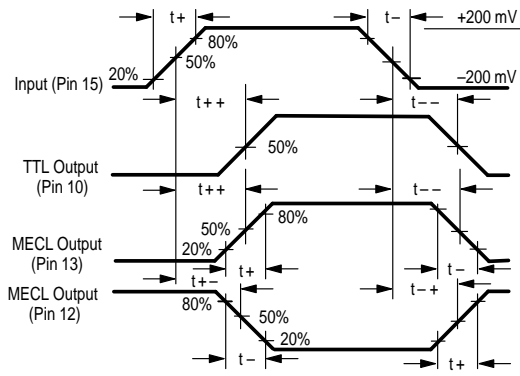 t+
t–
+200 mV
80%
50%
20%
Input (Pin 15)
–200 mV
t++
t– –
50%
TTL Output
(Pin 10)
t++
t– –
80%
50%
MECL Output
(Pin 13)
20%
t+
t–
t+–
t–+
MECL Output
(Pin 12)
80%
50%
20%
t–
t+